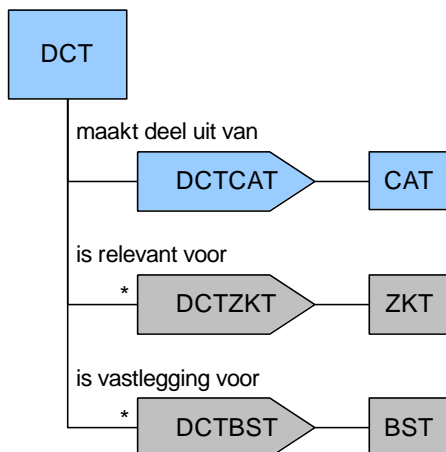 DCT
maakt deel uit van
DCTCAT CAT
is relevant voor
* DCTZKT ZKT
is vastlegging voor
* DCTBST BST